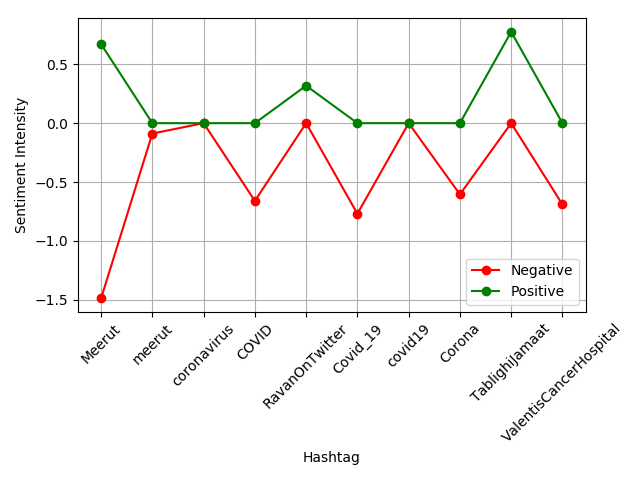 0.5
0.0
−0.5
−1.0
−1.5
Sentiment Intensity
Negative
Positive
Meerut
meerut
coronavirus
COVID
RavanOnTwitter
Covid_19
covid19
Corona
TablighiJamaat
ValentisCancerHospital
Hashtag